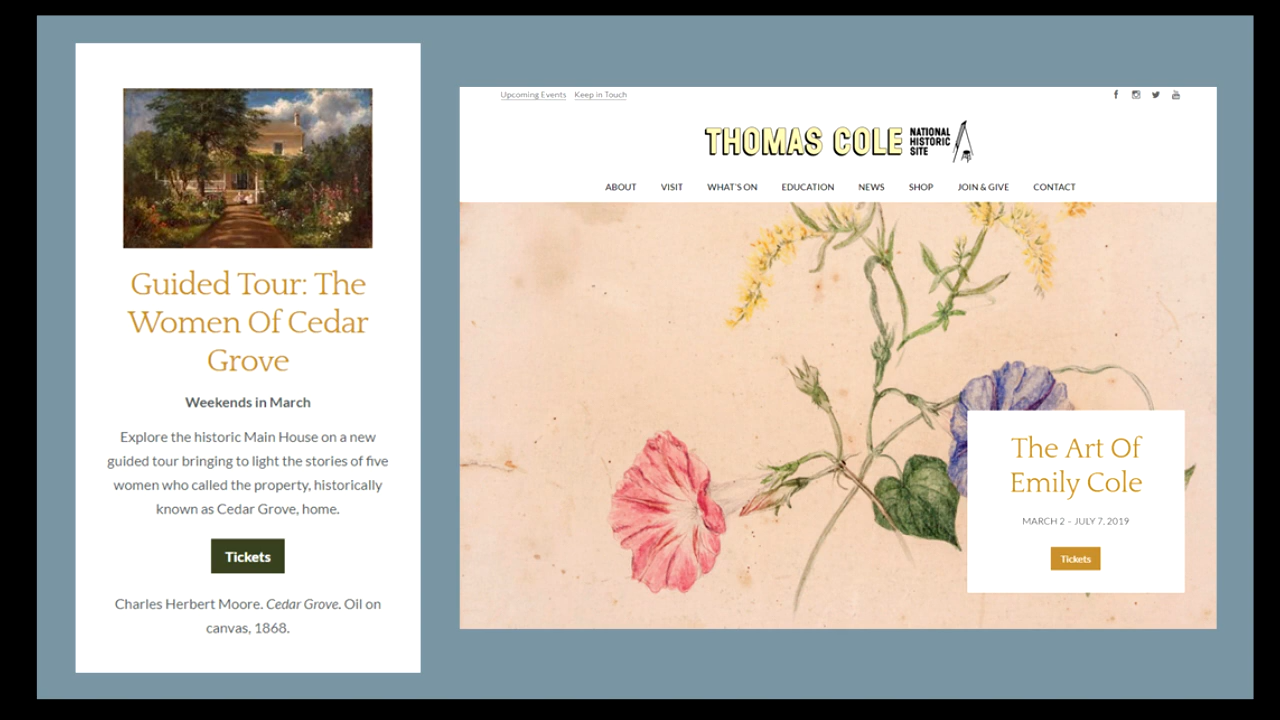 Guided Tour: The
Women Of Cedar
Grove
Weekends in March
Explore the historic Main House on a new
guided tour bringing to light the stories of five
women who called the property, historically
known as Cedar Grove, home.
Tickets
Charles Herbert Moore. Cedar Grove. Oil on
canvas, 1868.
Upcoming Events Keep in Touch
THOMAS COLE NATIONAL
HISTORIC
SITE
ABOUT VISIT WHAT'S ON EDUCATION NEWS SHOP JOIN & GIVE CONTACT
The Art Of
Emily Cole
MARCH 2 - JULY 7, 2019
Tickets